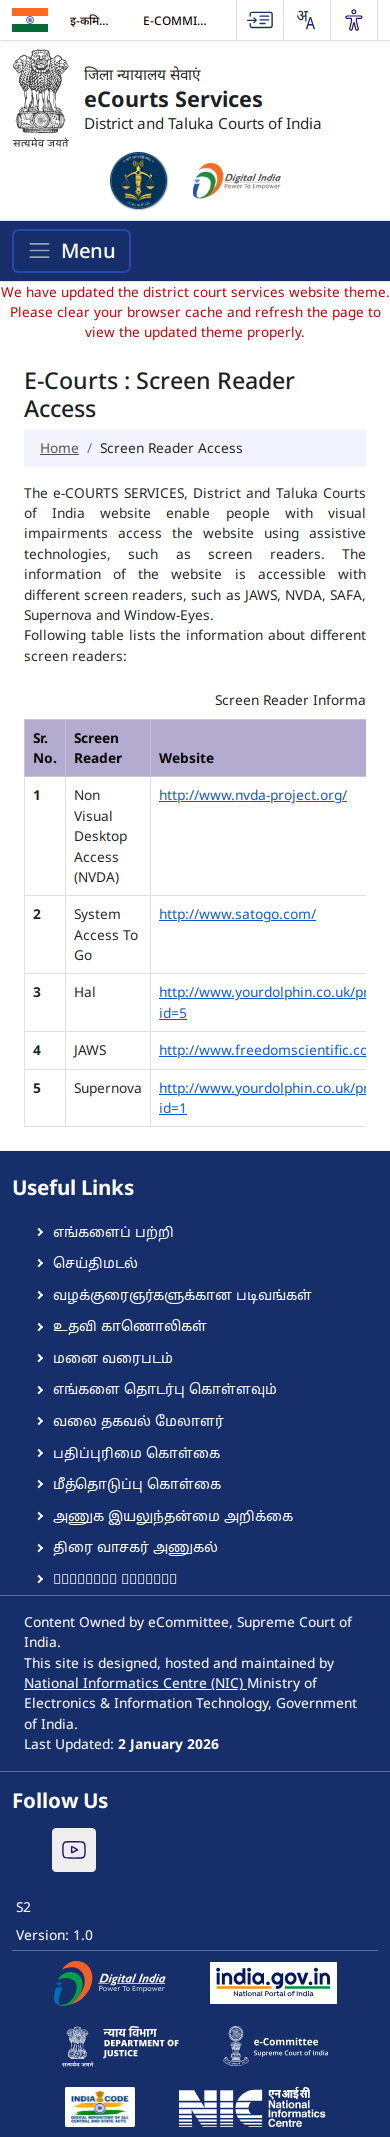 इ-कमि...
E-COMMI...
जिला न्यायालय सेवाएं
eCourts Services
District and Taluka Courts of India
सत्यमेव जयते
Digital India
Power To Empower
Menu
We have updated the district court services website theme.
Please clear your browser cache and refresh the page to
view the updated theme properly.
E-Courts : Screen Reader
Access
Home / Screen Reader Access
The e-COURTS SERVICES, District and Taluka Courts
of India website enable people with visual
impairments access the website using assistive
technologies, such as screen readers. The
information of the website is accessible with
different screen readers, such as JAWS, NVDA, SAFA,
Supernova and Window-Eyes.
Following table lists the information about different
screen readers:
Screen Reader Informa
Sr. No. Screen Reader Website
1 Non Visual Desktop Access (NVDA) http://www.nvda-project.org/
2 System Access To Go http://www.satogo.com/
3 Hal http://www.yourdolphin.co.uk/pr
id=5
4 JAWS http://www.freedomscientific.co
5 Supernova http://www.yourdolphin.co.uk/pr
id=1
Useful Links
எங்களைப் பற்றி
செய்திமடல்
வழக்குரைஞர்களுக்கான படிவங்கள்
உதவி காணொலிகள்
மனை வரைபடம்
எங்களை தொடர்பு கொள்ளவும்
வலை தகவல் மேலாளர்
பதிப்புரிமை கொள்கை
மீத்தொடுப்பு கொள்கை
அணுக இயலுந்தன்மை அறிக்கை
திரை வாசகர் அணுகல்
Content Owned by eCommittee, Supreme Court of
India.
This site is designed, hosted and maintained by
National Informatics Centre (NIC) Ministry of
Electronics & Information Technology, Government
of India.
Last Updated: 2 January 2026
Follow Us
S2
Version: 1.0
Digital India
Power To Empower
india.gov.in
National Portal of India
न्याय विभाग
DEPARTMENT OF
JUSTICE
सत्यमेव जयते
e-Committee
Supreme Court of India
INDIA CODE
DIGITAL REPOSITORY OF ALL
CENTRAL AND STATE ACTS
NIC
एनआईसी
National
Informatics
Centre